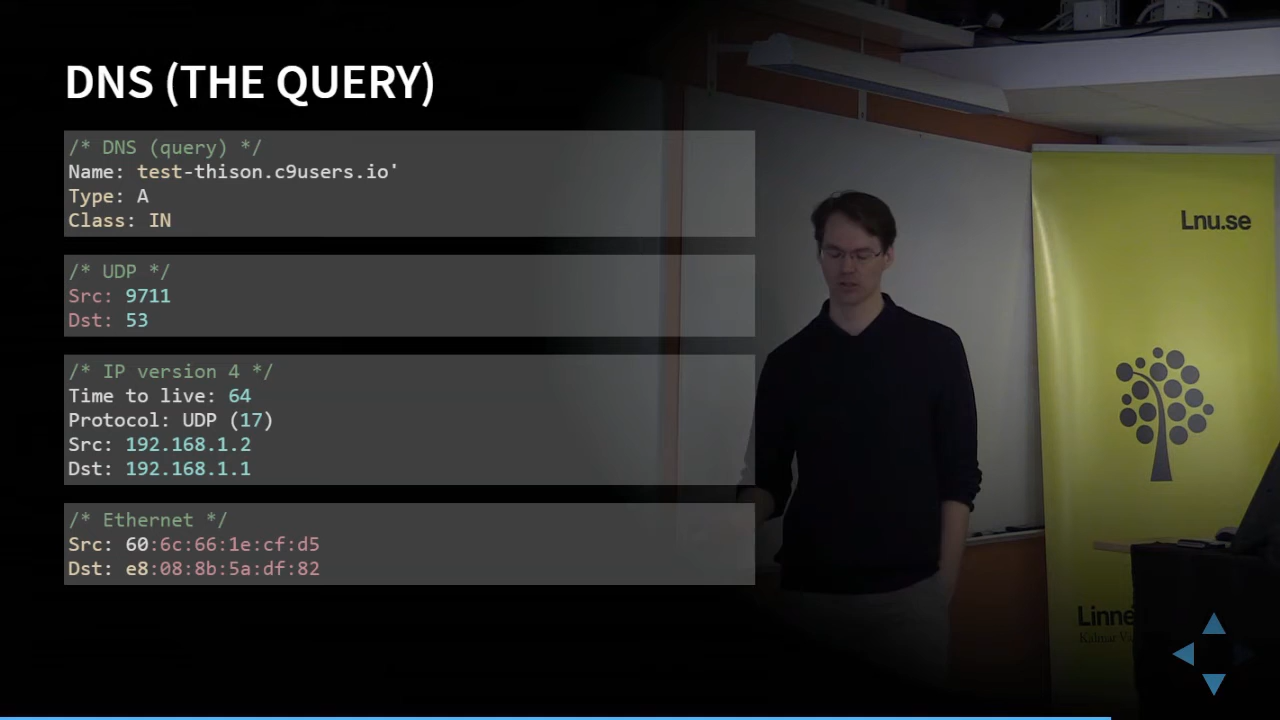 DNS (THE QUERY)
/* DNS (query) */
Name: test-thison.c9users.io'
Type: A
Class: IN
/* UDP */
Src: 9711
Dst: 53
/* IP version 4 */
Time to live: 64
Protocol: UDP (17)
Src: 192.168.1.2
Dst: 192.168.1.1
/* Ethernet */
Src: 60:6c:66:1e:cf:d5
Dst: e8:08:8b:5a:df:82
Lnu.se
Linné
Kalmar